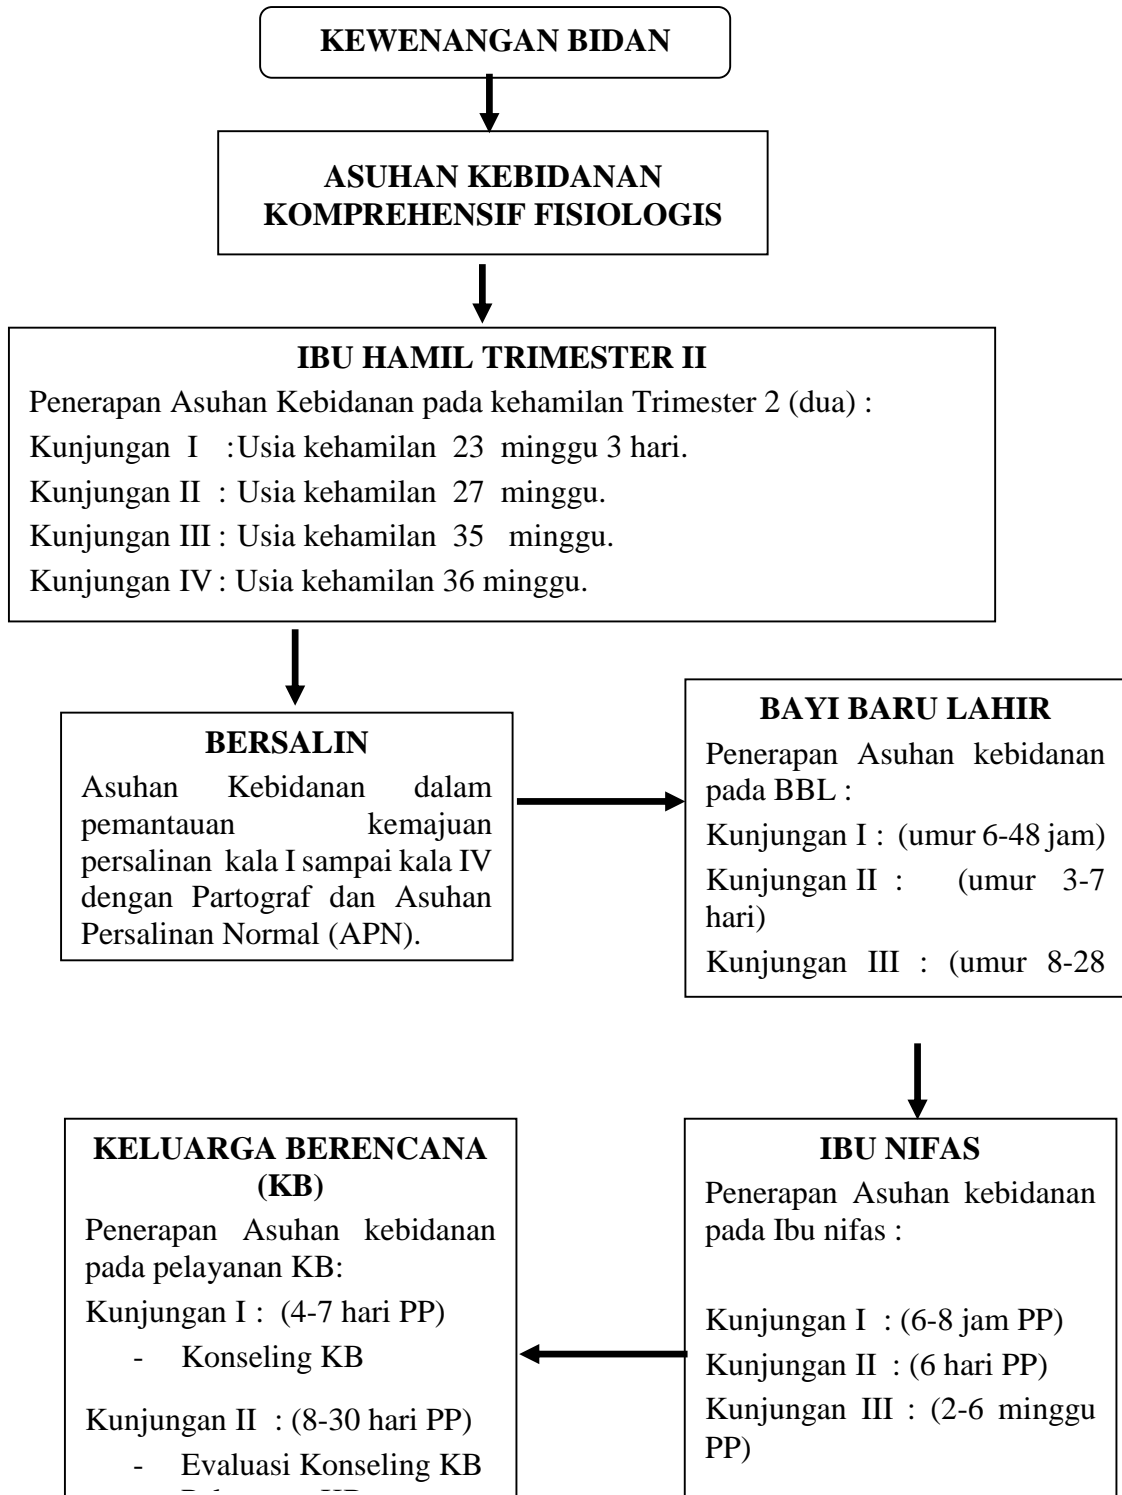 KEWENANGAN BIDAN
ASUHAN KEBIDANAN
KOMPREHENSIF FISIOLOGIS
IBU HAMIL TRIMESTER II
Penerapan Asuhan Kebidanan pada kehamilan Trimester 2 (dua) :
Kunjungan I : Usia kehamilan 23 minggu 3 hari.
Kunjungan II : Usia kehamilan 27 minggu.
Kunjungan III : Usia kehamilan 35 minggu.
Kunjungan IV : Usia kehamilan 36 minggu.
BERSALIN
Asuhan Kebidanan dalam
pemantauan kemajuan
persalinan kala I sampai kala IV
dengan Partograf dan Asuhan
Persalinan Normal (APN).
BAYI BARU LAHIR
Penerapan Asuhan kebidanan
pada BBL :
Kunjungan I : (umur 6-48 jam)
Kunjungan II : (umur 3-7
hari)
Kunjungan III : (umur 8-28
IBU NIFAS
Penerapan Asuhan kebidanan
pada Ibu nifas :
Kunjungan I : (6-8 jam PP)
Kunjungan II : (6 hari PP)
Kunjungan III : (2-6 minggu
PP)
KELUARGA BERENCANA
(KB)
Penerapan Asuhan kebidanan
pada pelayanan KB:
Kunjungan I : (4-7 hari PP)
- Konseling KB
Kunjungan II : (8-30 hari PP)
- Evaluasi Konseling KB